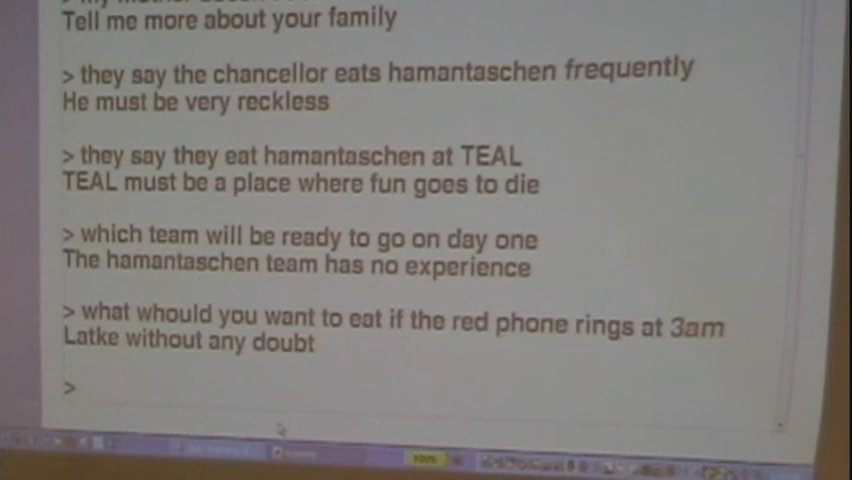 Tell me more about your family
> they say the chancellor eats hamantaschen frequently
He must be very reckless
> they say they eat hamantaschen at TEAL
TEAL must be a place where fun goes to die
> which team will be ready to go on day one
The hamantaschen team has no experience
> what whould you want to eat if the red phone rings at 3am
Latke without any doubt
>
100%